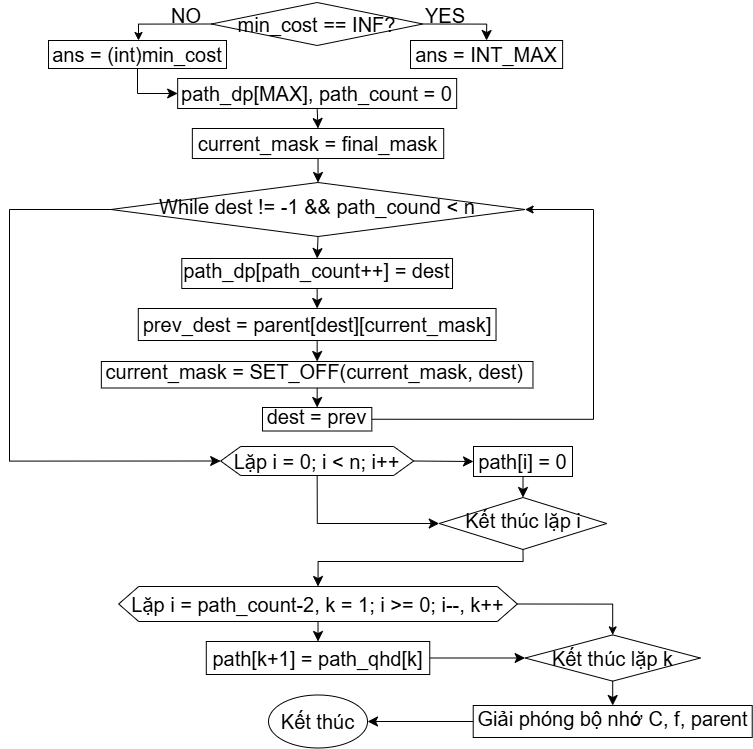 NO
min_cost == INF?
YES
ans = (int)min_cost
ans = INT_MAX
path_dp[MAX], path_count = 0
current_mask = final_mask
While dest != -1 && path_cound < n
path_dp[path_count++] = dest
prev_dest = parent[dest][current_mask]
current_mask = SET_OFF(current_mask, dest)
dest = prev
Lặp i = 0; i < n; i++
path[i] = 0
Kết thúc lặp i
Lặp i = path_count-2, k = 1; i >= 0; i--, k++
path[k+1] = path_qhd[k]
Kết thúc lặp k
Giải phóng bộ nhớ C, f, parent
Kết thúc